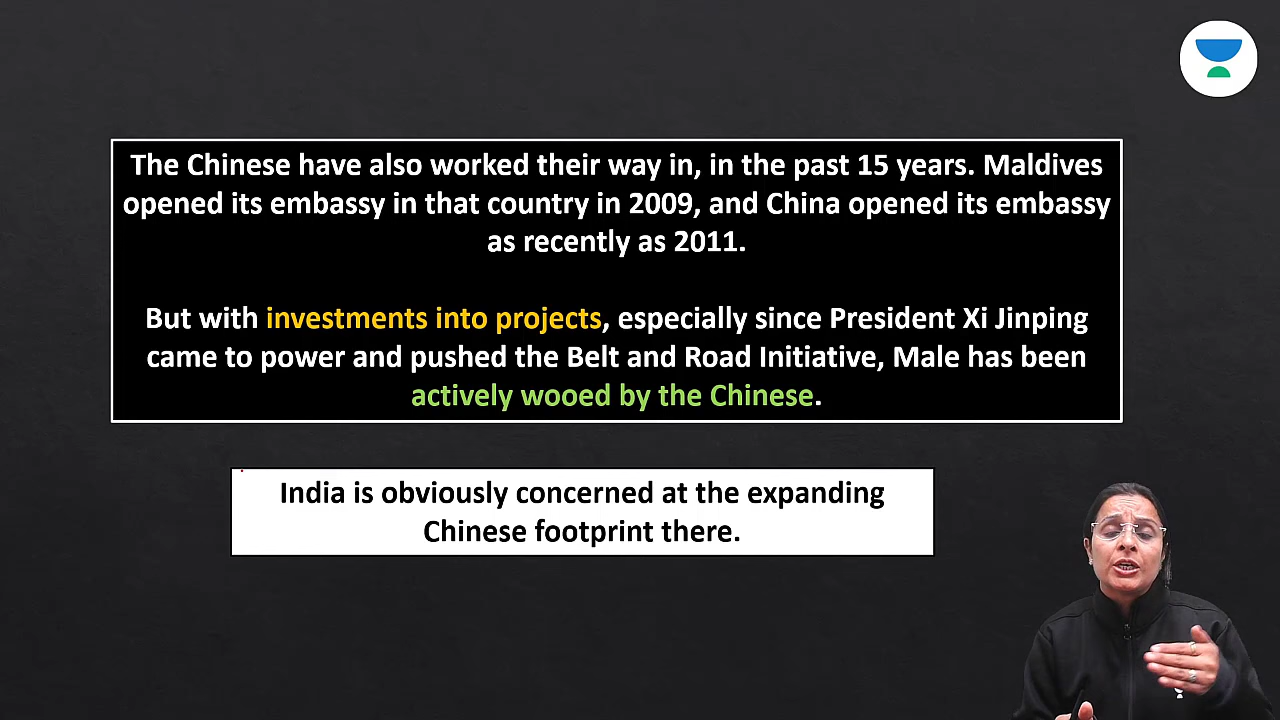 The Chinese have also worked their way in, in the past 15 years. Maldives
opened its embassy in that country in 2009, and China opened its embassy
as recently as 2011.
But with investments into projects, especially since President Xi Jinping
came to power and pushed the Belt and Road Initiative, Male has been
actively wooed by the Chinese.
India is obviously concerned at the expanding
Chinese footprint there.